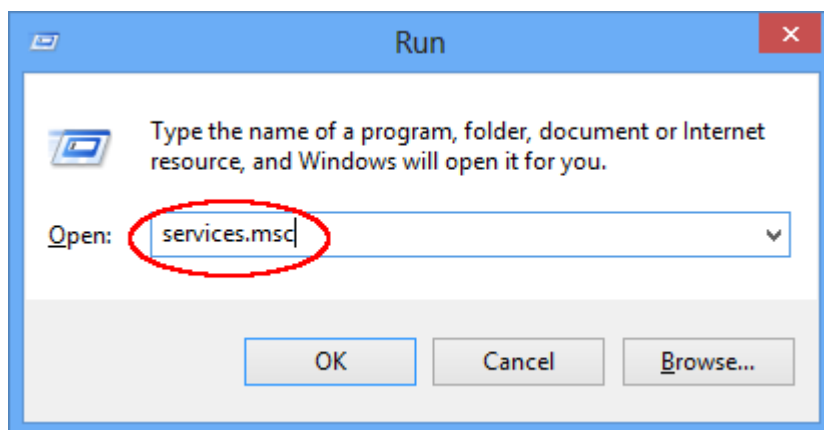 Run
Type the name of a program, folder, document or Internet
resource, and Windows will open it for you.
Open: services.msc
OK Cancel Browse...